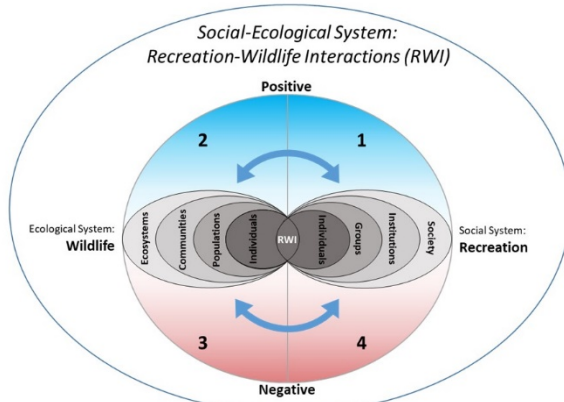 Social-Ecological System:
Recreation-Wildlife Interactions (RWI)
Positive
2
1
Ecological System:
Wildlife
Ecosystems
Communities
Populations
Individuals
RWI
Individuals
Groups
Institutions
Society
Social System:
Recreation
3
4
Negative